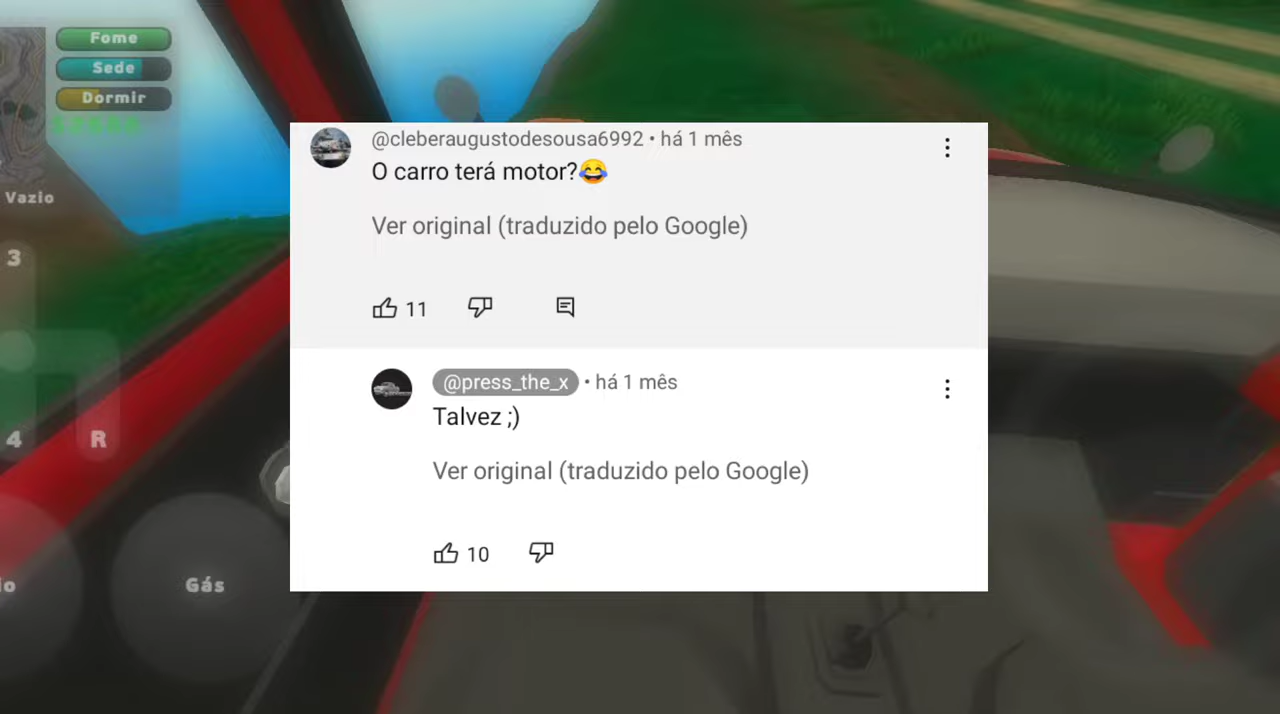 Fome
Sede
Dormir
Vazio
3
4
R
Gás
@cleberaugustodesousa6992 • há 1 mês
O carro terá motor?😂
Ver original (traduzido pelo Google)
11
@press_the_x • há 1 mês
Talvez ;)
Ver original (traduzido pelo Google)
10